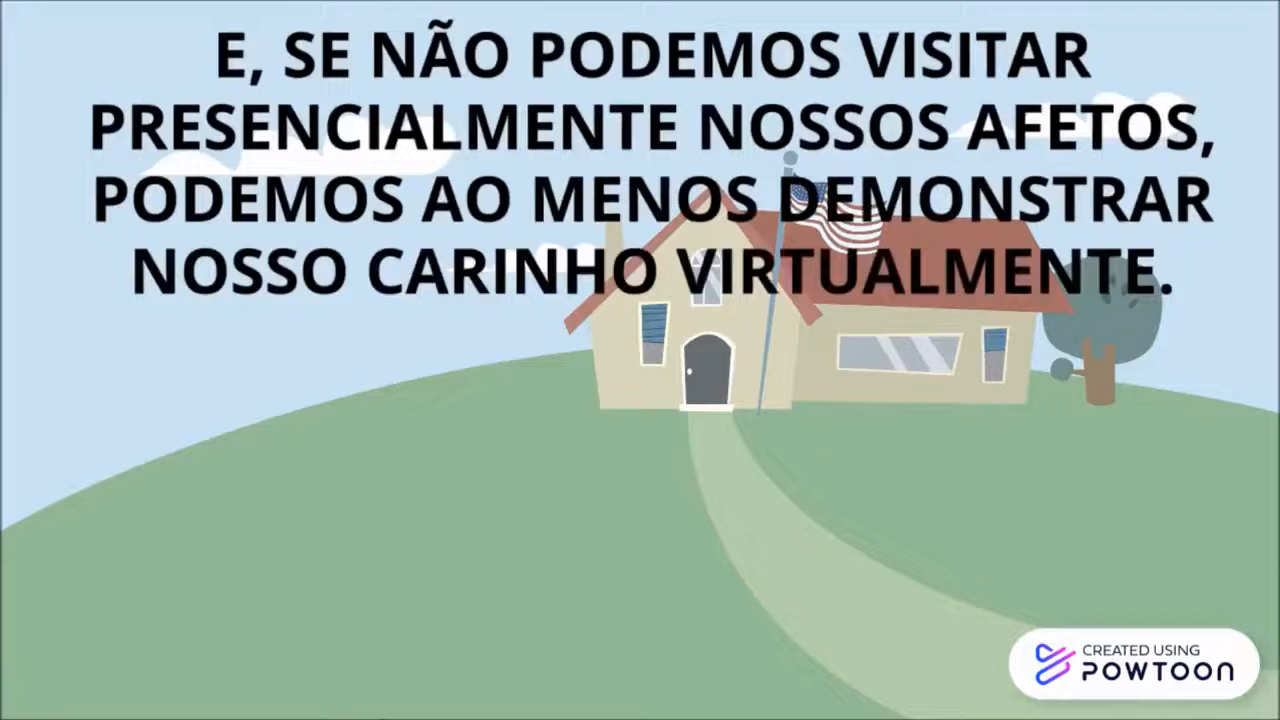 E, SE NÃO PODEMOS VISITAR
PRESENCIALMENTE NOSSOS AFETOS,
PODEMOS AO MENOS DEMONSTRAR
NOSSO CARINHO VIRTUALMENTE.
CREATED USING
POWTOON